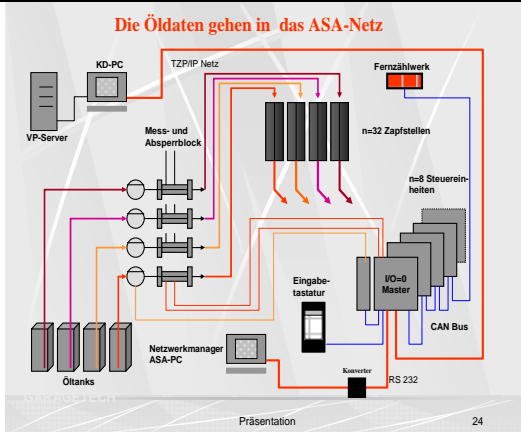 Die Öldaten gehen in das ASA-Netz
KD-PC
TZP/IP Netz
Fernzählwerk
VP-Server
Mess- und
Absperrblock
n=32 Zapfstellen
n=8 Steuerein-
heiten
I/O=0
Master
Eingabe-
tastatur
CAN Bus
Netzwerkmanager
ASA-PC
Konverter
RS 232
Öltanks
GARAGETECH
Präsentation
24